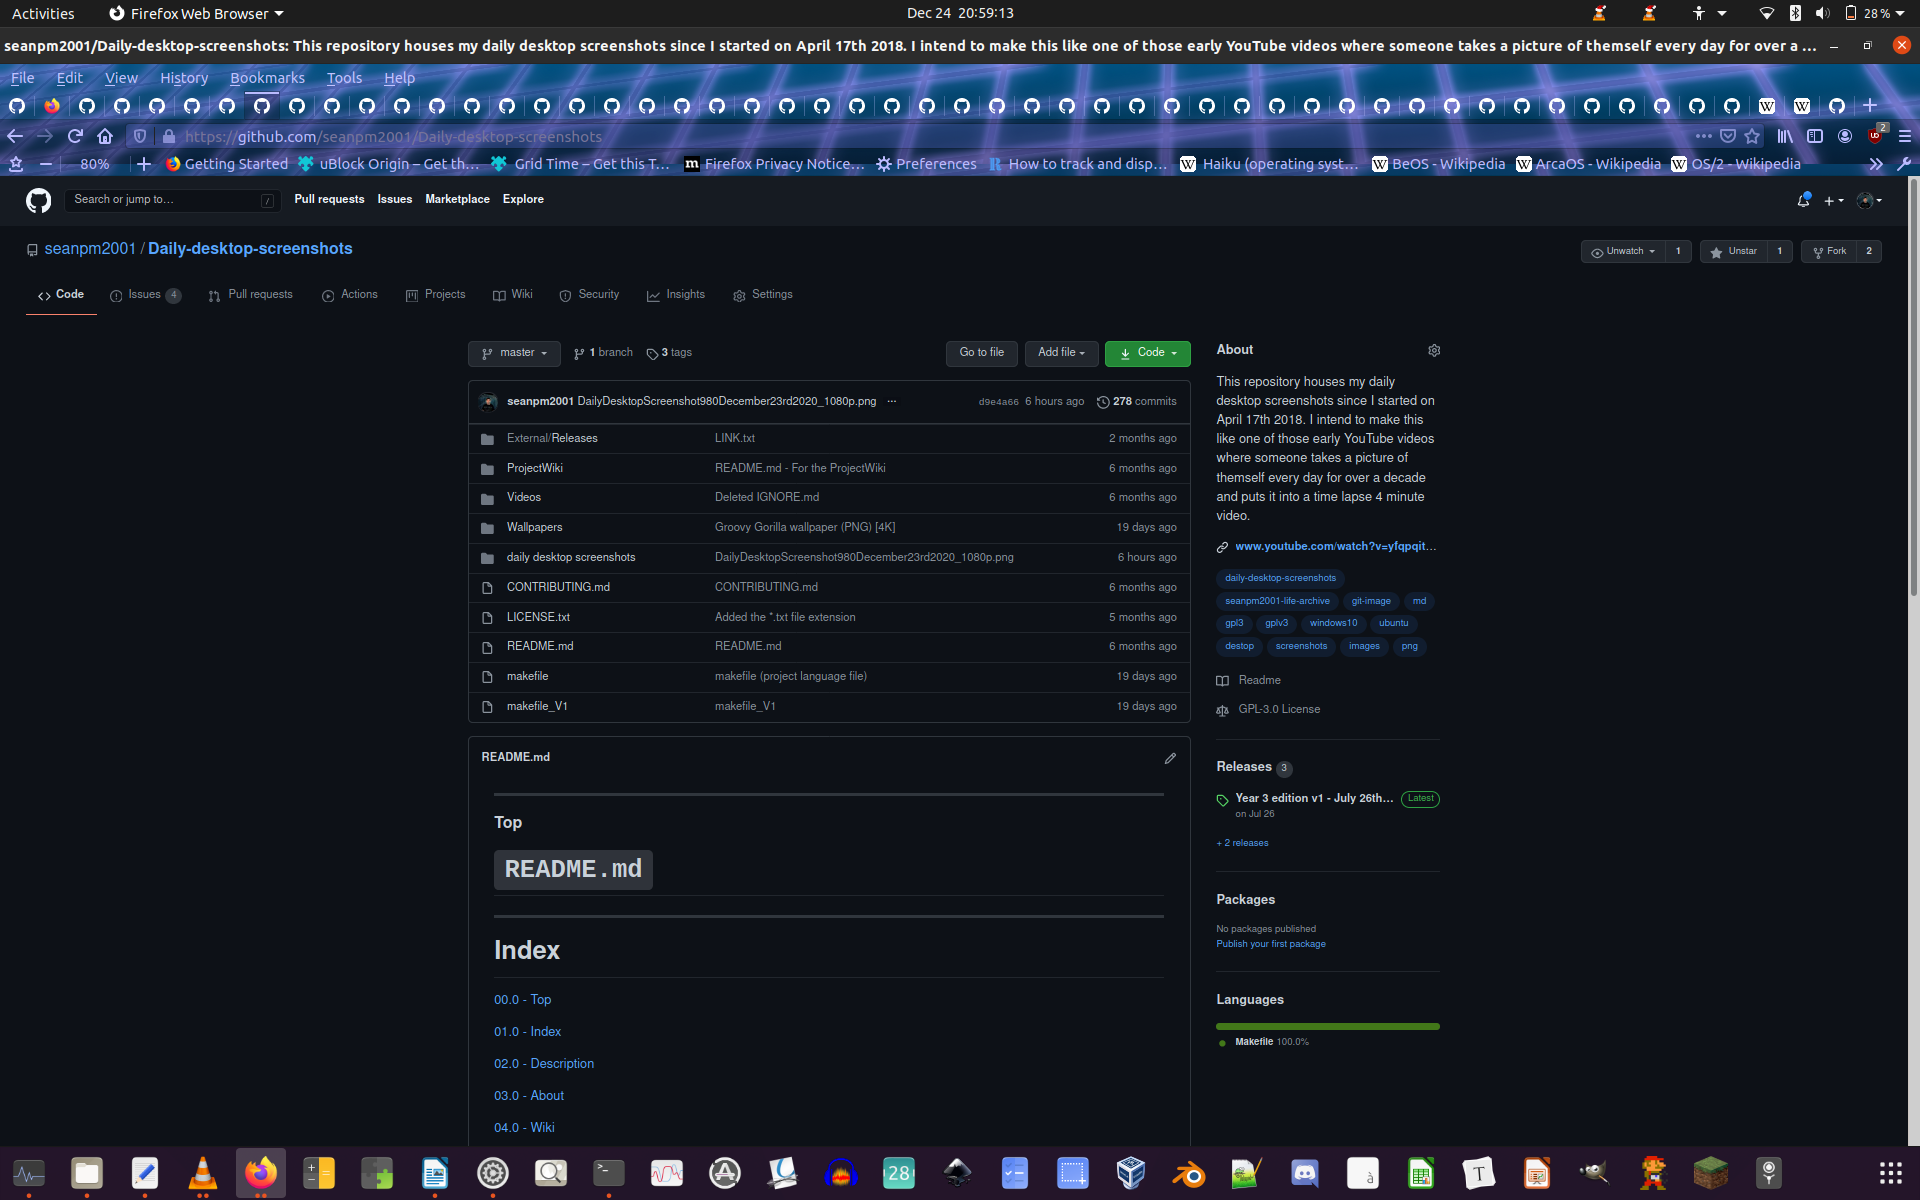 Activities Firefox Web Browser Dec 24 20:59:13 28 %
seanpm2001/Daily-desktop-screenshots: This repository houses my daily desktop screenshots since I started on April 17th 2018. I intend to make this like one of those early YouTube videos where someone takes a picture of themself every day for over a ...
File Edit View History Bookmarks Tools Help
https://github.com/seanpm2001/Daily-desktop-screenshots 2
80% Getting Started uBlock Origin – Get th... Grid Time – Get this T... Firefox Privacy Notice... Preferences How to track and disp... Haiku (operating syst... BeOS - Wikipedia ArcaOS - Wikipedia OS/2 - Wikipedia
Search or jump to... / Pull requests Issues Marketplace Explore
seanpm2001 / Daily-desktop-screenshots Unwatch 1 Unstar 1 Fork 2
Code Issues 4 Pull requests Actions Projects Wiki Security Insights Settings
master 1 branch 3 tags Go to file Add file Code
seanpm2001 DailyDesktopScreenshot980December23rd2020_1080p.png ... d9e4a66 6 hours ago 278 commits
External/Releases LINK.txt 2 months ago
ProjectWiki README.md - For the ProjectWiki 6 months ago
Videos Deleted IGNORE.md 6 months ago
Wallpapers Groovy Gorilla wallpaper (PNG) [4K] 19 days ago
daily desktop screenshots DailyDesktopScreenshot980December23rd2020_1080p.png 6 hours ago
CONTRIBUTING.md CONTRIBUTING.md 6 months ago
LICENSE.txt Added the *.txt file extension 5 months ago
README.md README.md 6 months ago
makefile makefile (project language file) 19 days ago
makefile_V1 makefile_V1 19 days ago
README.md
Top
README.md
Index
00.0 - Top
01.0 - Index
02.0 - Description
03.0 - About
04.0 - Wiki
About
This repository houses my daily
desktop screenshots since I started on
April 17th 2018. I intend to make this
like one of those early YouTube videos
where someone takes a picture of
themself every day for over a decade
and puts it into a time lapse 4 minute
video.
www.youtube.com/watch?v=yfqpqit...
daily-desktop-screenshots
seanpm2001-life-archive git-image md
gpl3 gplv3 windows10 ubuntu
destop screenshots images png
Readme
GPL-3.0 License
Releases 3
Year 3 edition v1 - July 26th... Latest
on Jul 26
+ 2 releases
Packages
No packages published
Publish your first package
Languages
Makefile 100.0%
28